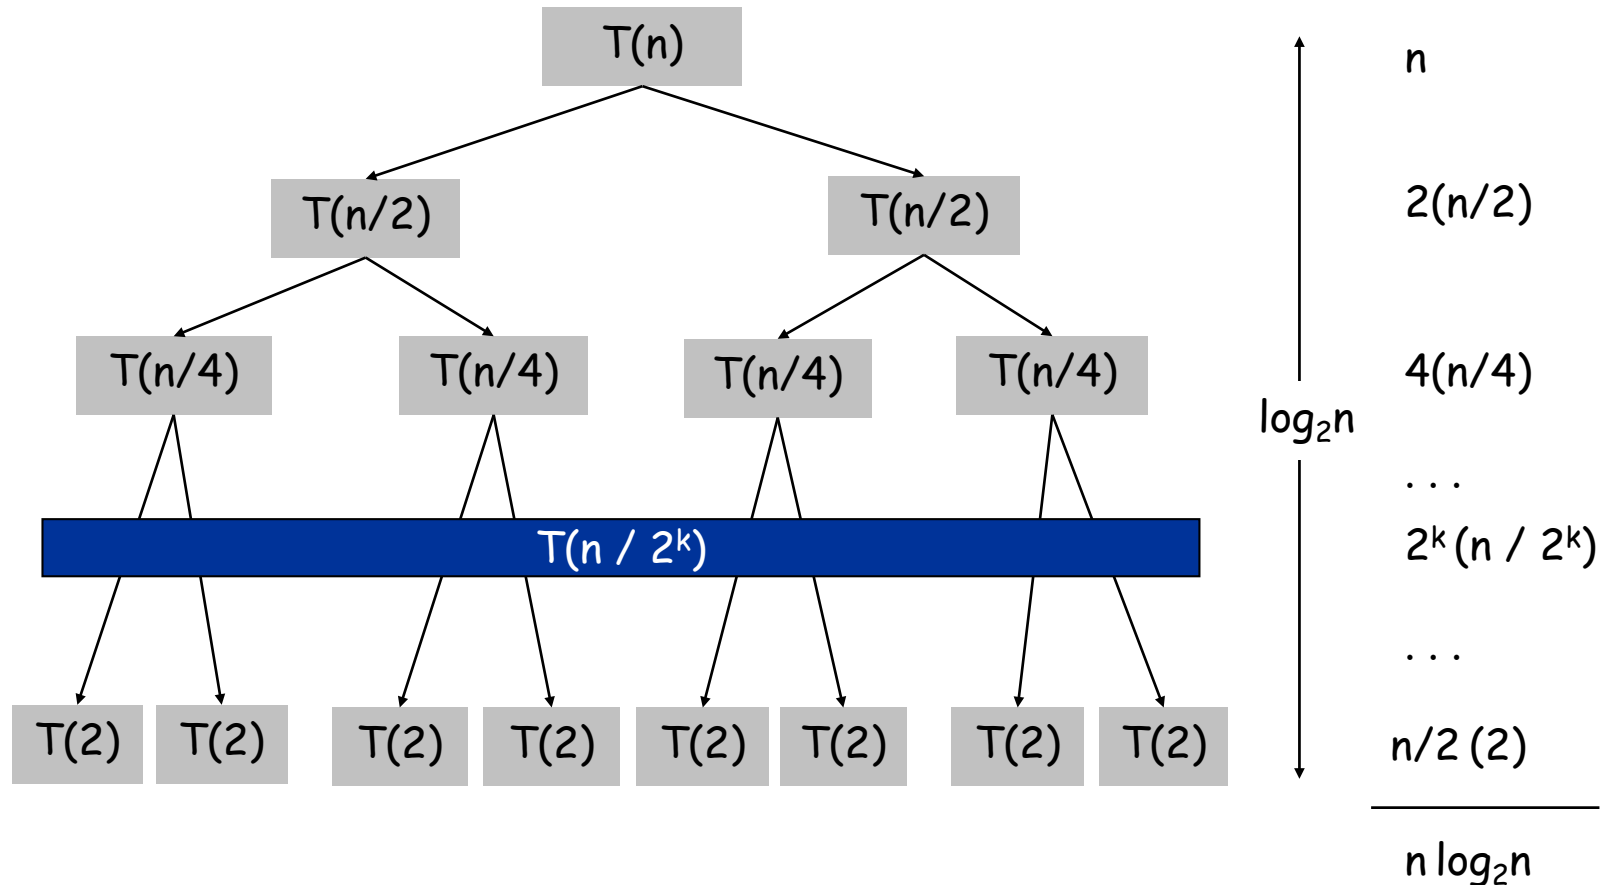 T(n) n
T(n/2) T(n/2) 2(n/2)
T(n/4) T(n/4) T(n/4) T(n/4) 4(n/4)
log₂n
. . .
T(n / 2ᵏ) 2ᵏ (n / 2ᵏ)
. . .
T(2) T(2) T(2) T(2) T(2) T(2) T(2) T(2) n/2 (2)
n log₂n